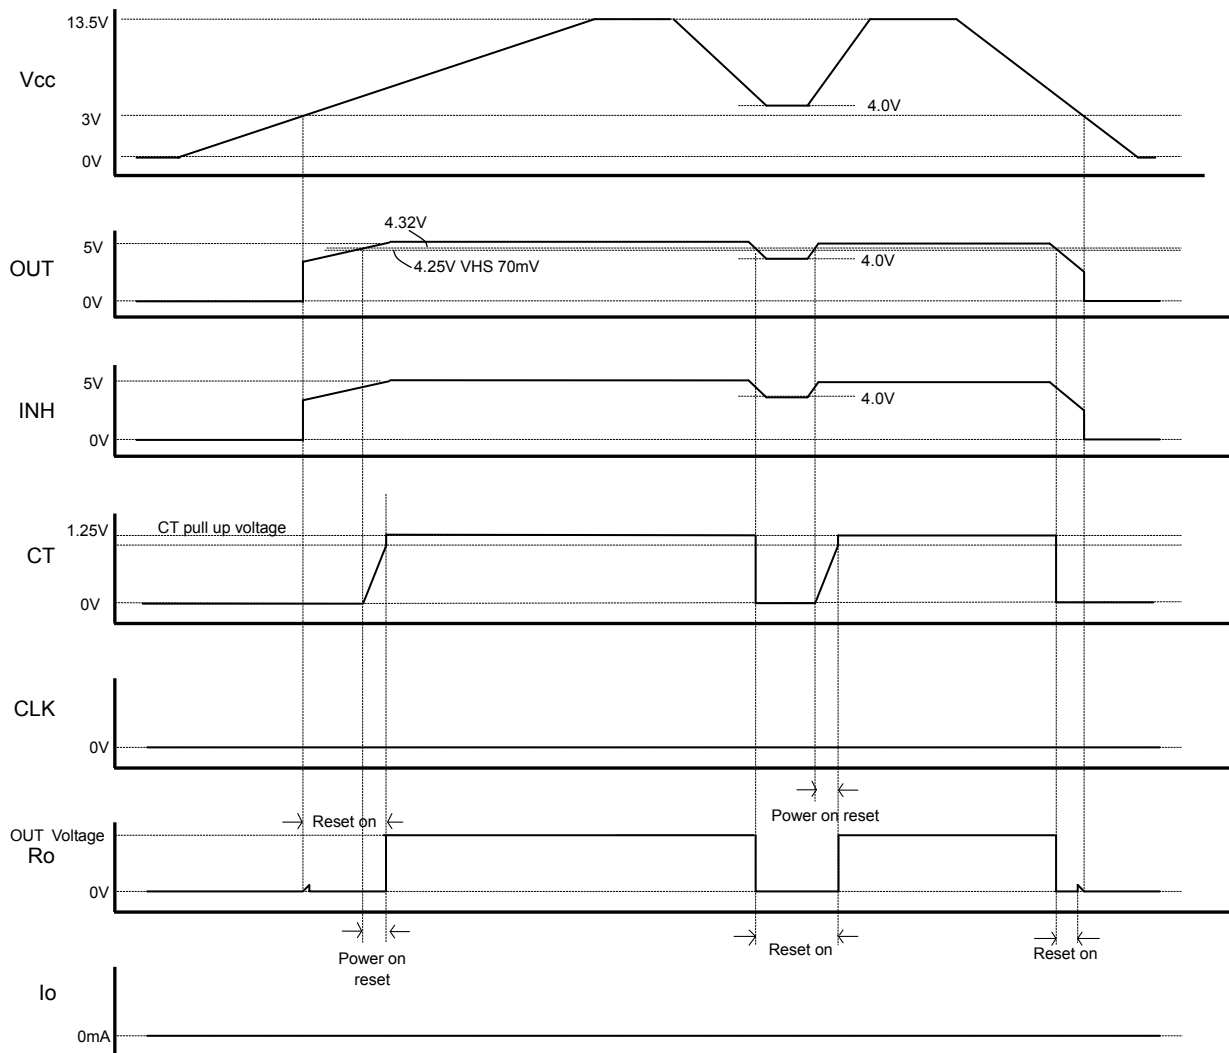 13.5V
Vcc
4.0V
3V
0V
4.32V
5V
OUT
4.25V VHS 70mV
4.0V
0V
5V
INH
4.0V
0V
1.25V
CT pull up voltage
CT
0V
CLK
0V
Power on reset
Reset on
OUT Voltage
Ro
0V
Reset on
Reset on
Power on
reset
Io
0mA